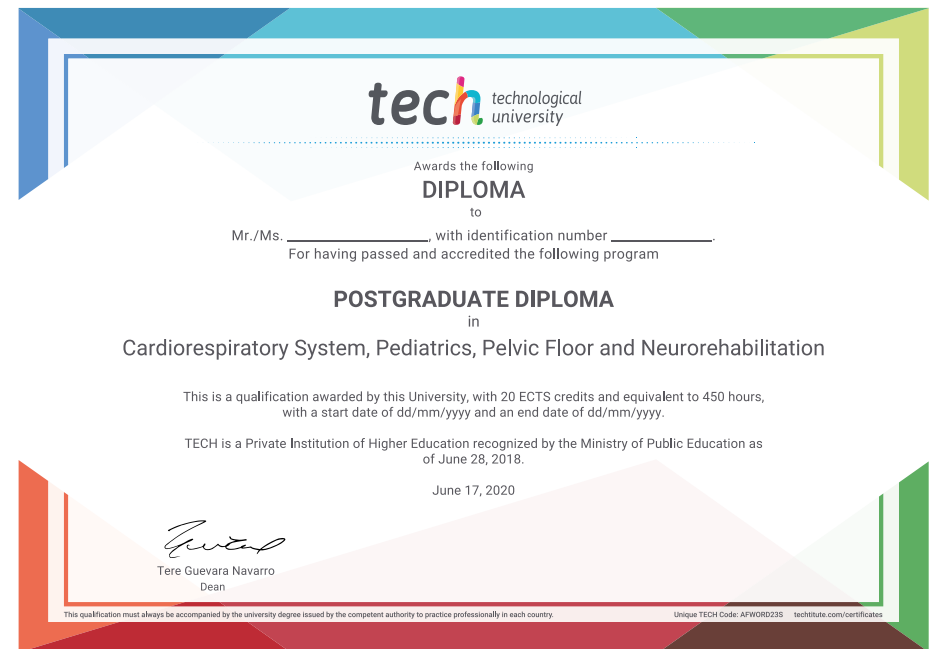 tech technological
university
Awards the following
DIPLOMA
to
Mr./Ms. ____________________, with identification number ______________.
For having passed and accredited the following program
POSTGRADUATE DIPLOMA
in
Cardiorespiratory System, Pediatrics, Pelvic Floor and Neurorehabilitation
This is a qualification awarded by this University, with 20 ECTS credits and equivalent to 450 hours,
with a start date of dd/mm/yyyy and an end date of dd/mm/yyyy.
TECH is a Private Institution of Higher Education recognized by the Ministry of Public Education as
of June 28, 2018.
June 17, 2020
Tere Guevara Navarro
Dean
This qualification must always be accompanied by the university degree issued by the competent authority to practice professionally in each country.
Unique TECH Code: AFWORD23S techtitute.com/certificates